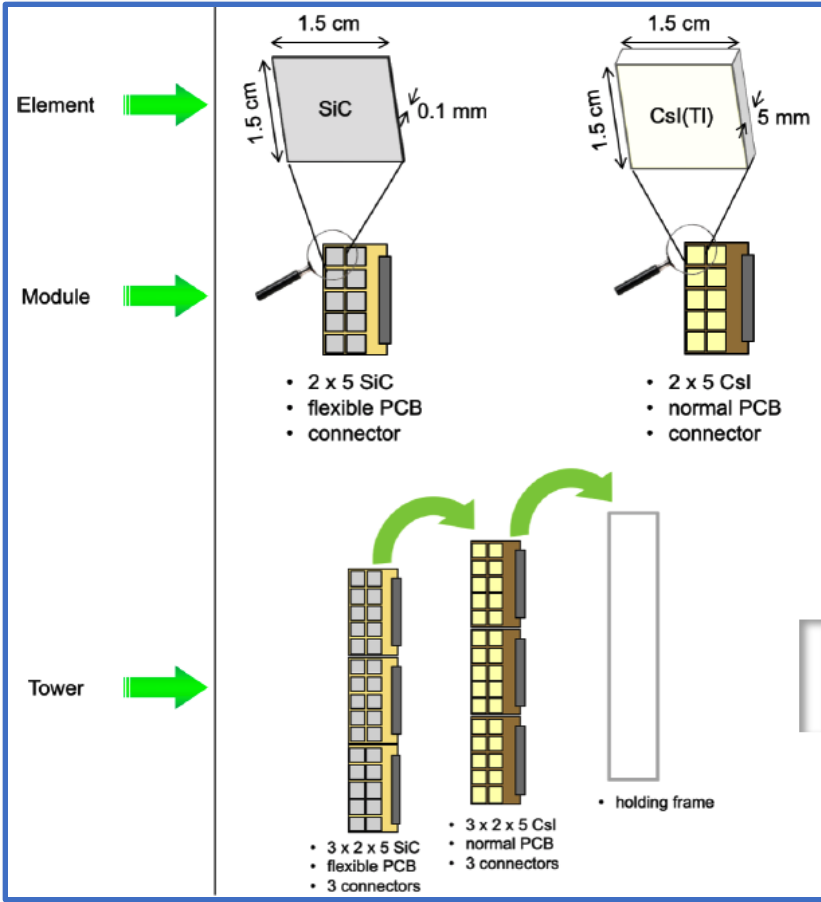 1.5 cm
1.5 cm
Element
1.5 cm
SiC
0.1 mm
1.5 cm
CsI(Tl)
5 mm
Module
• 2 x 5 SiC
• flexible PCB
• connector
• 2 x 5 CsI
• normal PCB
• connector
Tower
• holding frame
• 3 x 2 x 5 SiC
• flexible PCB
• 3 connectors
• 3 x 2 x 5 CsI
• normal PCB
• 3 connectors